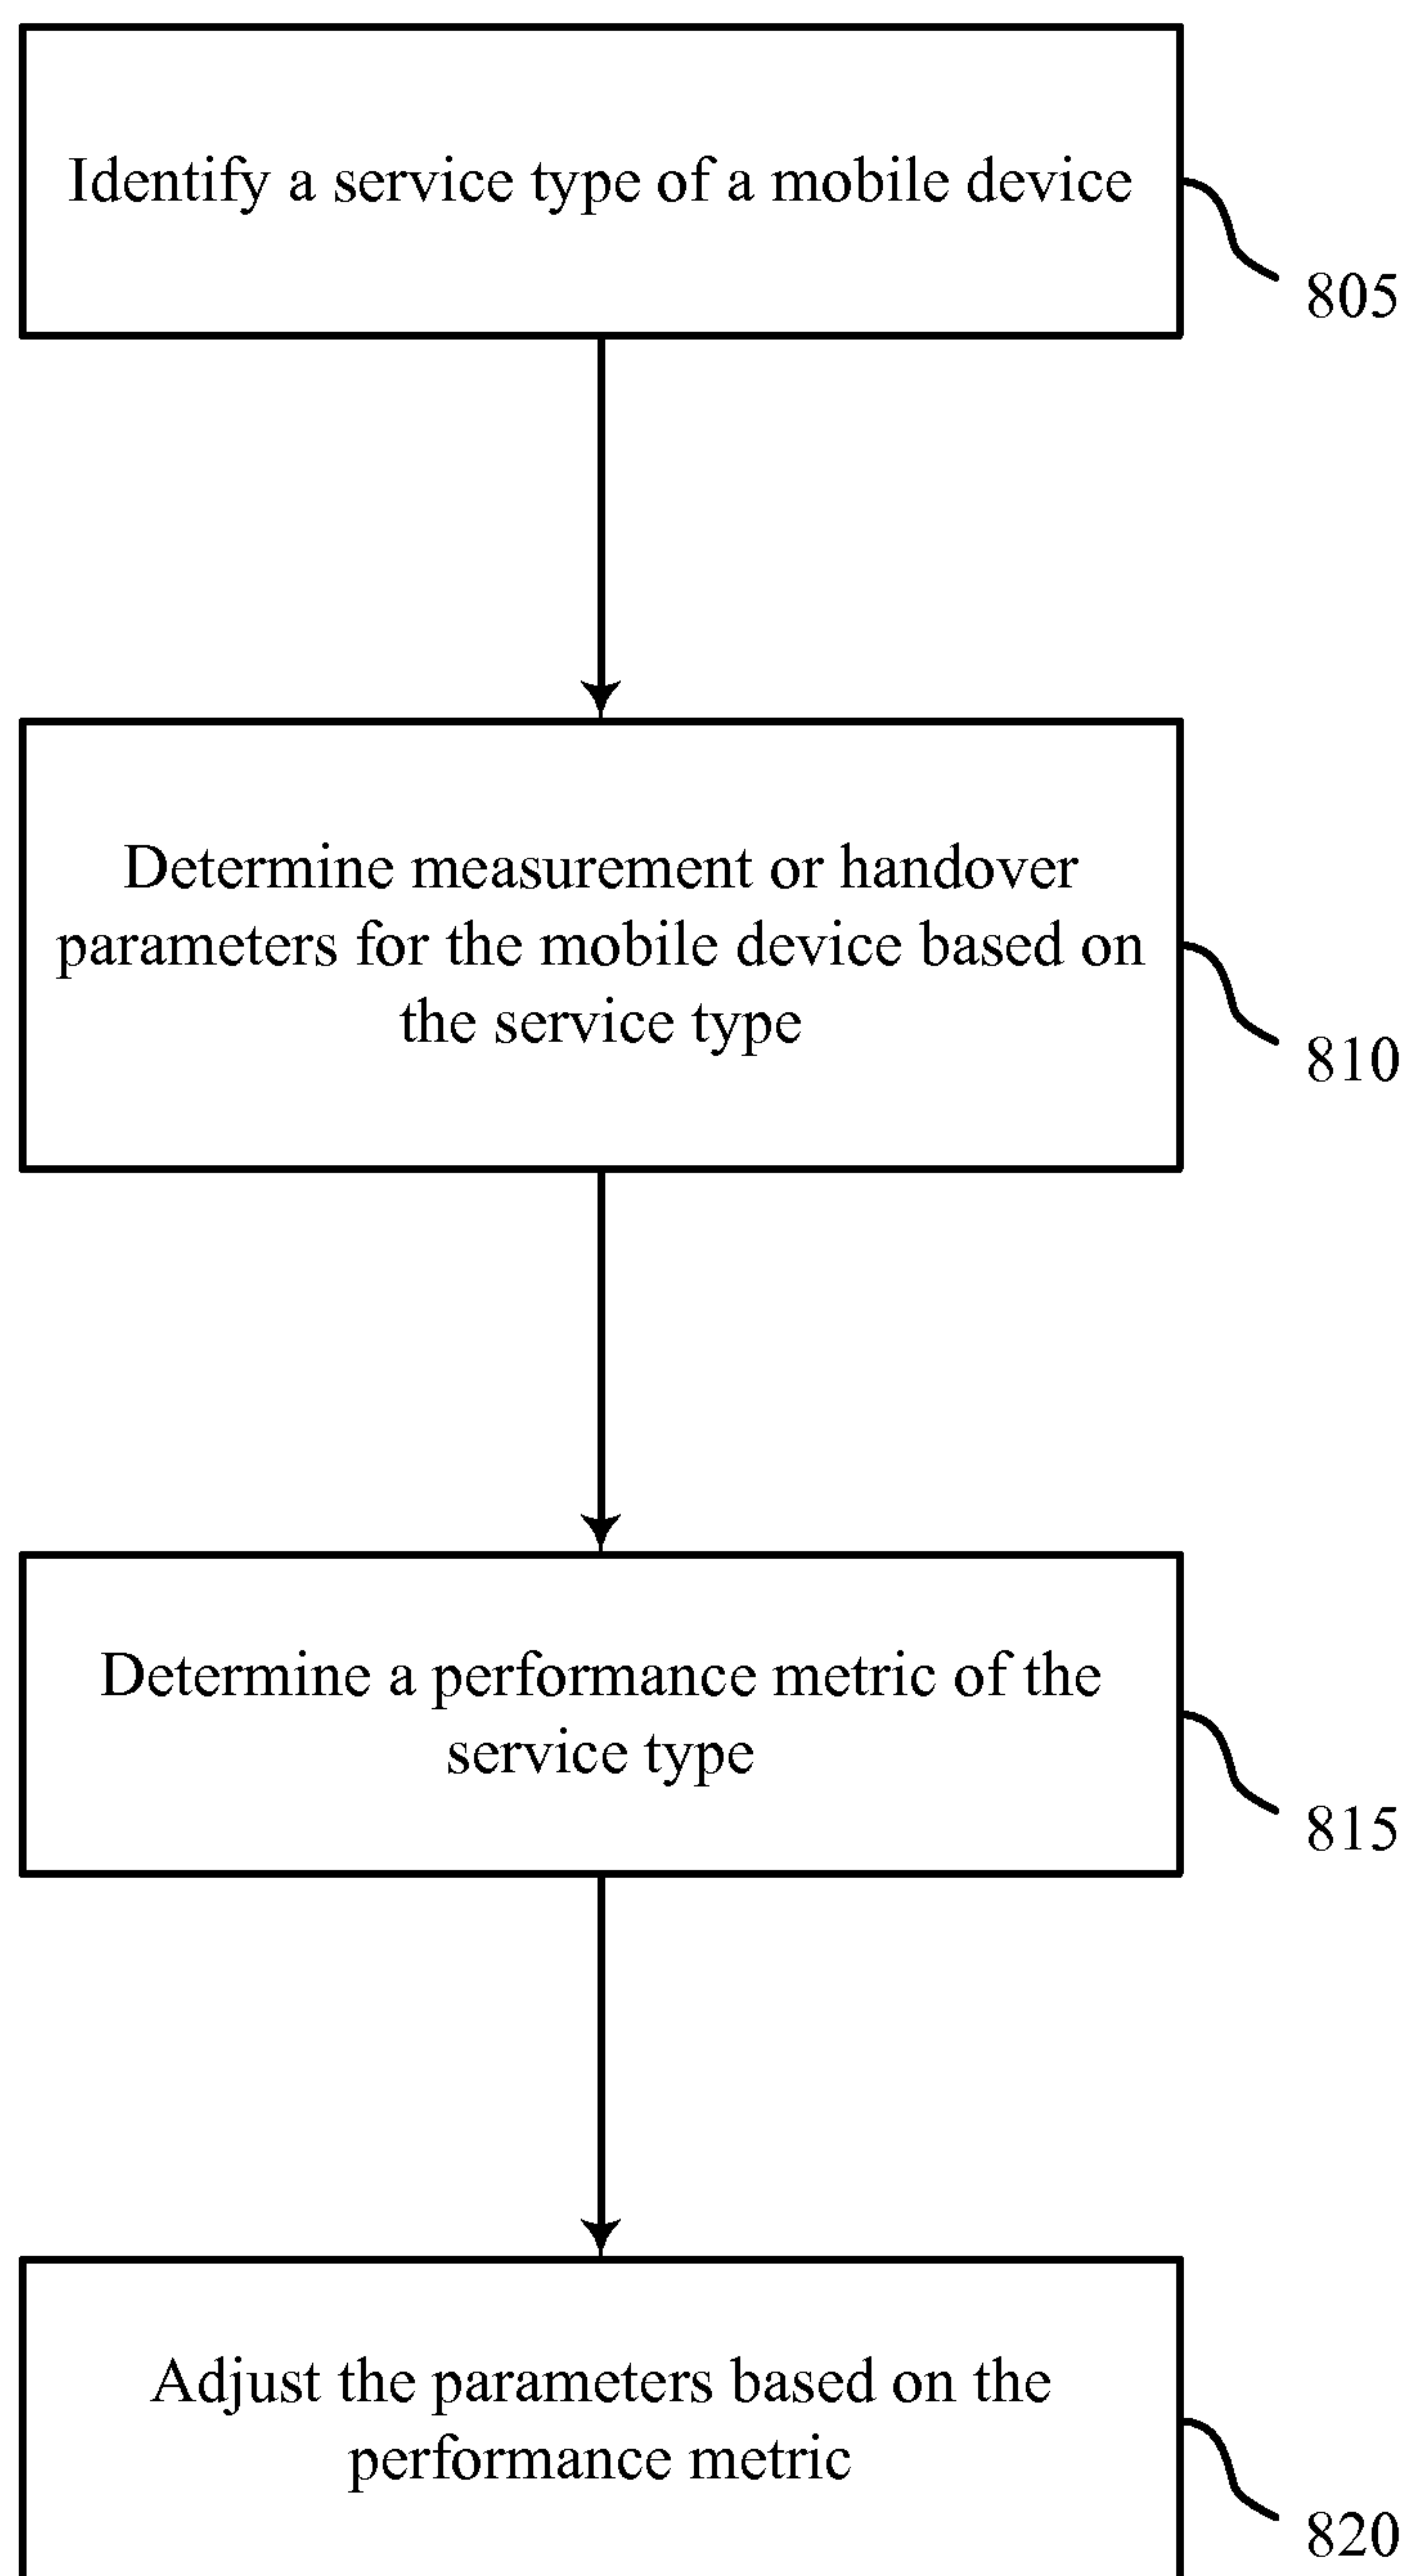 Identify a service type of a mobile device
805
Determine measurement or handover
parameters for the mobile device based on
the service type
810
Determine a performance metric of the
service type
815
Adjust the parameters based on the
performance metric
820